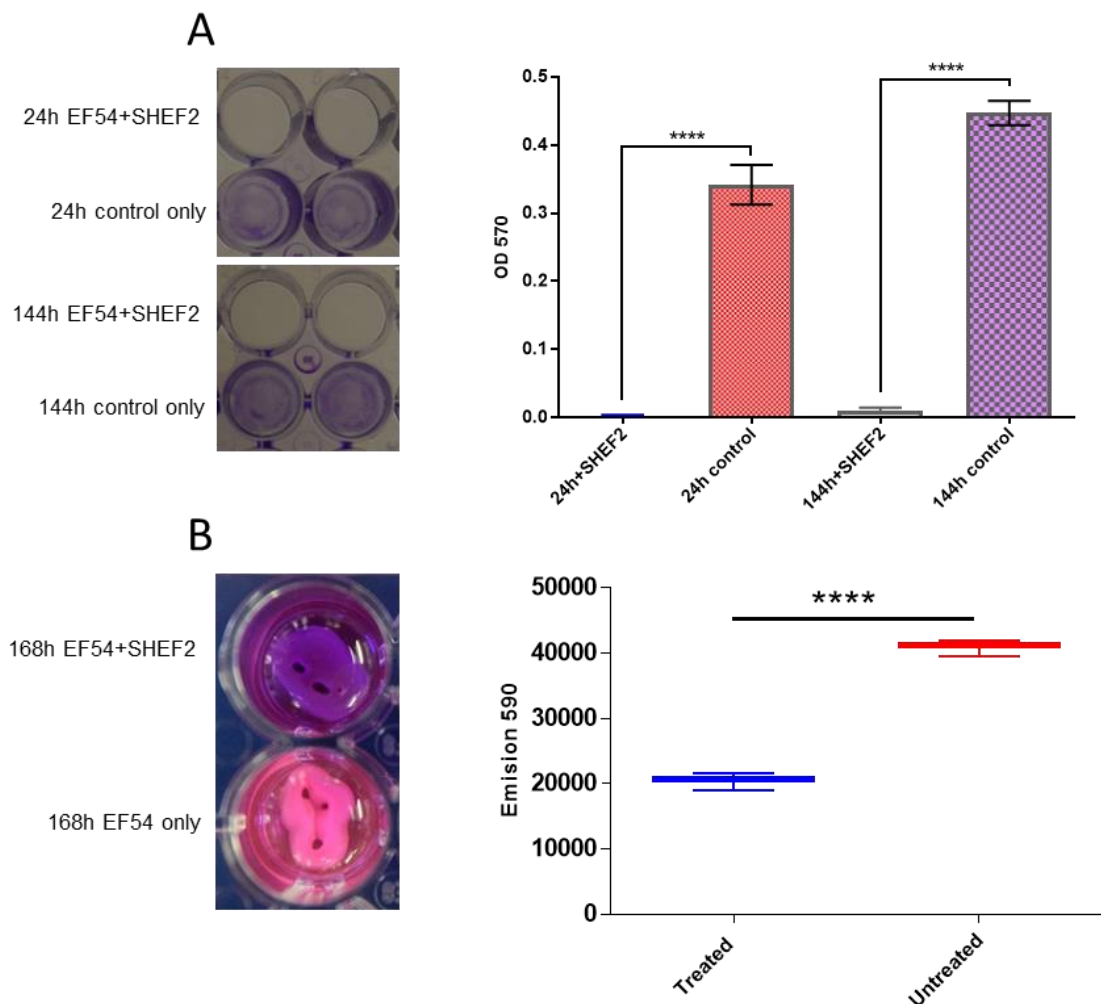 A
24h EF54+SHEF2
24h control only
144h EF54+SHEF2
144h control only
OD 570
0.5
0.4
0.3
0.2
0.1
0.0
****
****
24h+SHEF2
24h control
144h+SHEF2
144h control
B
168h EF54+SHEF2
168h EF54 only
Emision 590
50000
40000
30000
20000
10000
0
****
Treated
Untreated